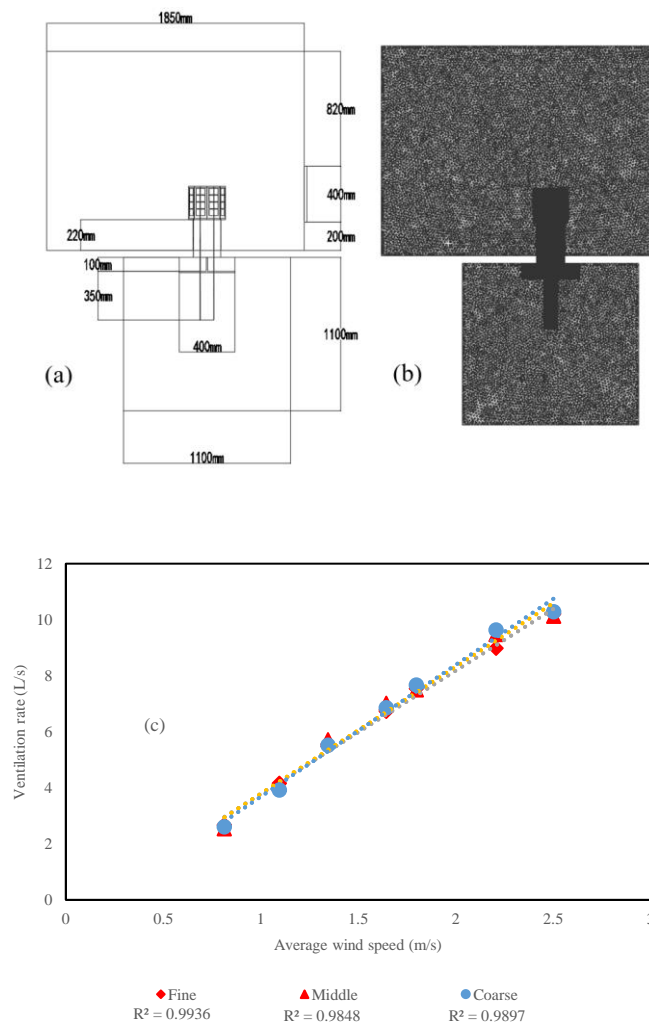 1850mm
820mm
400mm
220mm
200mm
100mm
350mm
1100mm
400mm
(a)
(b)
1100mm
12
10
8
6
4
2
0
(c)
Ventilation rate (L/s)
0 0.5 1 1.5 2 2.5 3
Average wind speed (m/s)
Fine Middle Coarse
R² = 0.9936 R² = 0.9848 R² = 0.9897